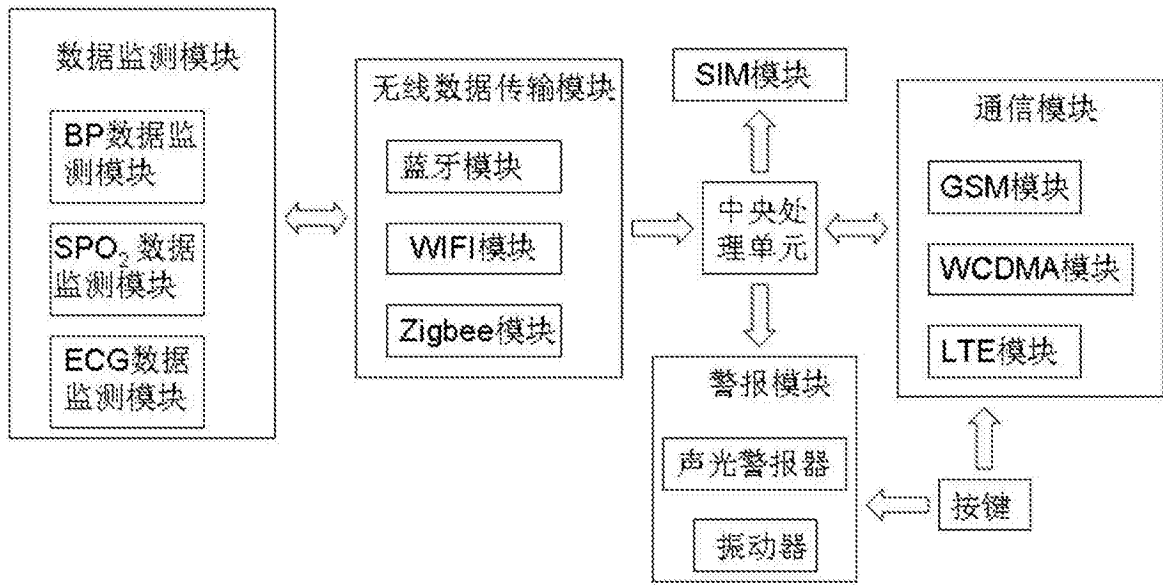 数据监测模块
BP数据监
测模块
SPO₂数据
监测模块
ECG数据
监测模块
无线数据传输模块
蓝牙模块
WIFI模块
Zigbee模块
SIM模块
中央处
理单元
警报模块
声光警报器
振动器
通信模块
GSM模块
WCDMA模块
LTE模块
按键